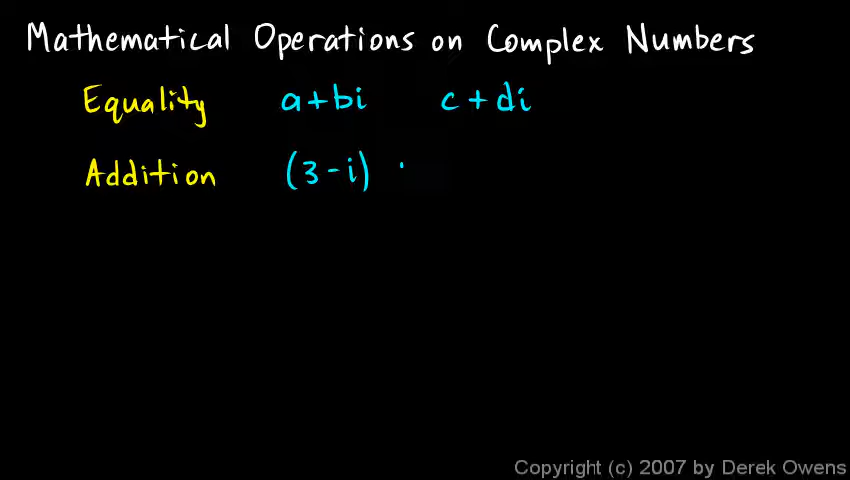 Mathematical Operations on Complex Numbers
Equality a + bi c + di
Addition (3 - i)
Copyright (c) 2007 by Derek Owens